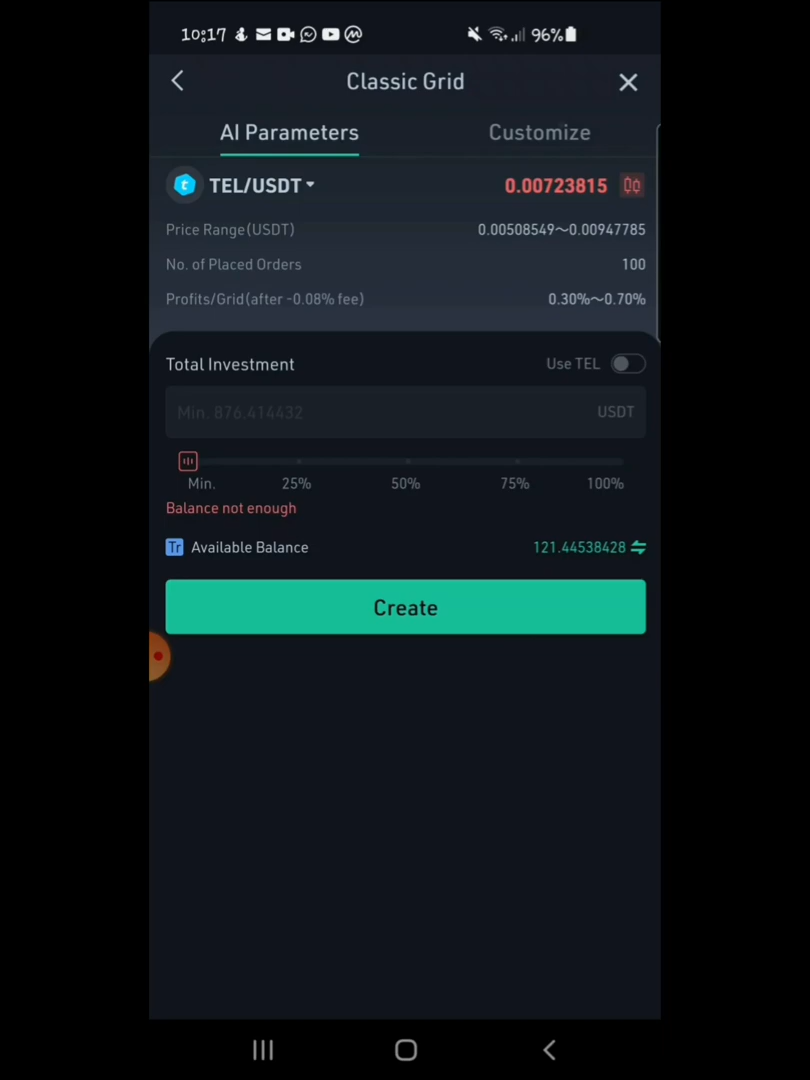 10:17 96%
Classic Grid
AI Parameters Customize
TEL/USDT 0.00723815
Price Range(USDT) 0.00508549～0.00947785
No. of Placed Orders 100
Profits/Grid(after -0.08% fee) 0.30%～0.70%
Total Investment Use TEL
Min. 876.414432 USDT
Min. 25% 50% 75% 100%
Balance not enough
Tr Available Balance 121.44538428
Create